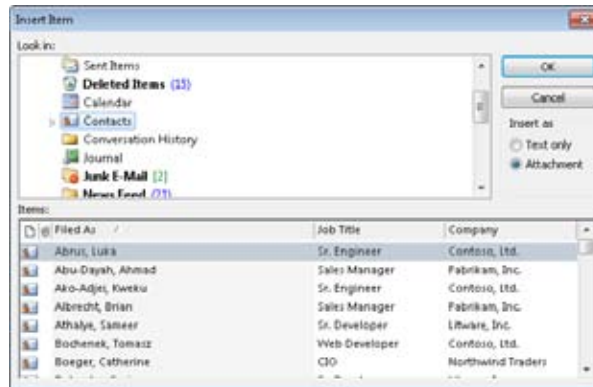 Insert Item
Look in:
Sent Items
Deleted Items (15)
Calendar
Contacts
Conversation History
Journal
Junk E-Mail [2]
News Feed
OK
Cancel
Insert as
Text only
Attachment
Items:
Filed As / Job Title Company
Abrus, Luka Sr. Engineer Contoso, Ltd.
Abu-Dayah, Ahmad Sales Manager Fabrikam, Inc.
Ako-Adjei, Kweku Sr. Engineer Contoso, Ltd.
Albrecht, Brian Sales Manager Fabrikam, Inc.
Athalye, Sameer Sr. Developer Litware, Inc.
Bochenek, Tomasz Web Developer Contoso, Ltd.
Boeger, Catherine CIO Northwind Traders